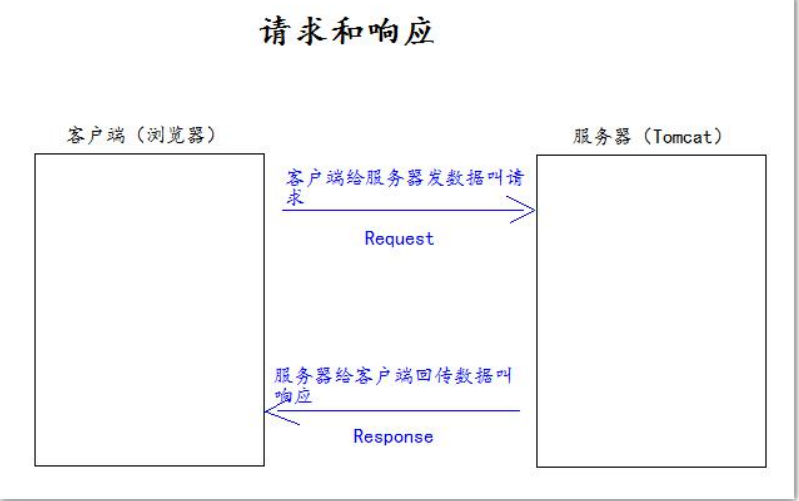 请求和响应
客户端（浏览器）
服务器（Tomcat）
客户端给服务器发数据叫请
求
Request
服务器给客户端回传数据叫
响应
Response